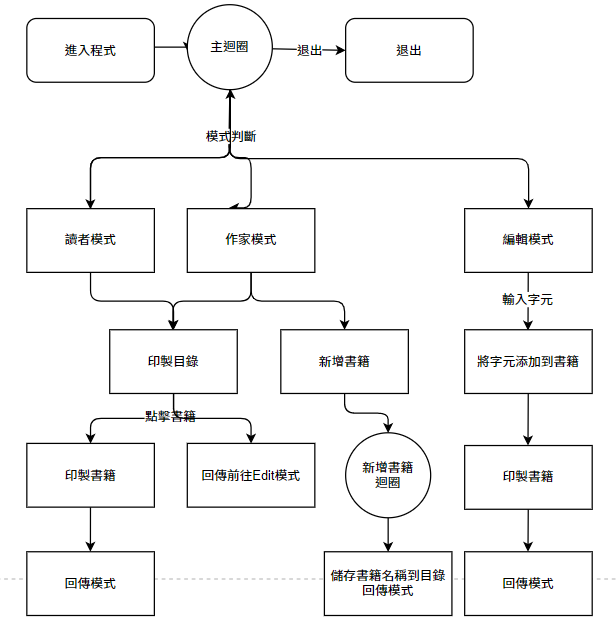 進入程式
主迴圈
退出
退出
模式判斷
讀者模式
作家模式
編輯模式
輸入字元
印製目錄
新增書籍
將字元添加到書籍
點擊書籍
印製書籍
回傳前往Edit模式
新增書籍
迴圈
印製書籍
回傳模式
儲存書籍名稱到目錄
回傳模式
回傳模式